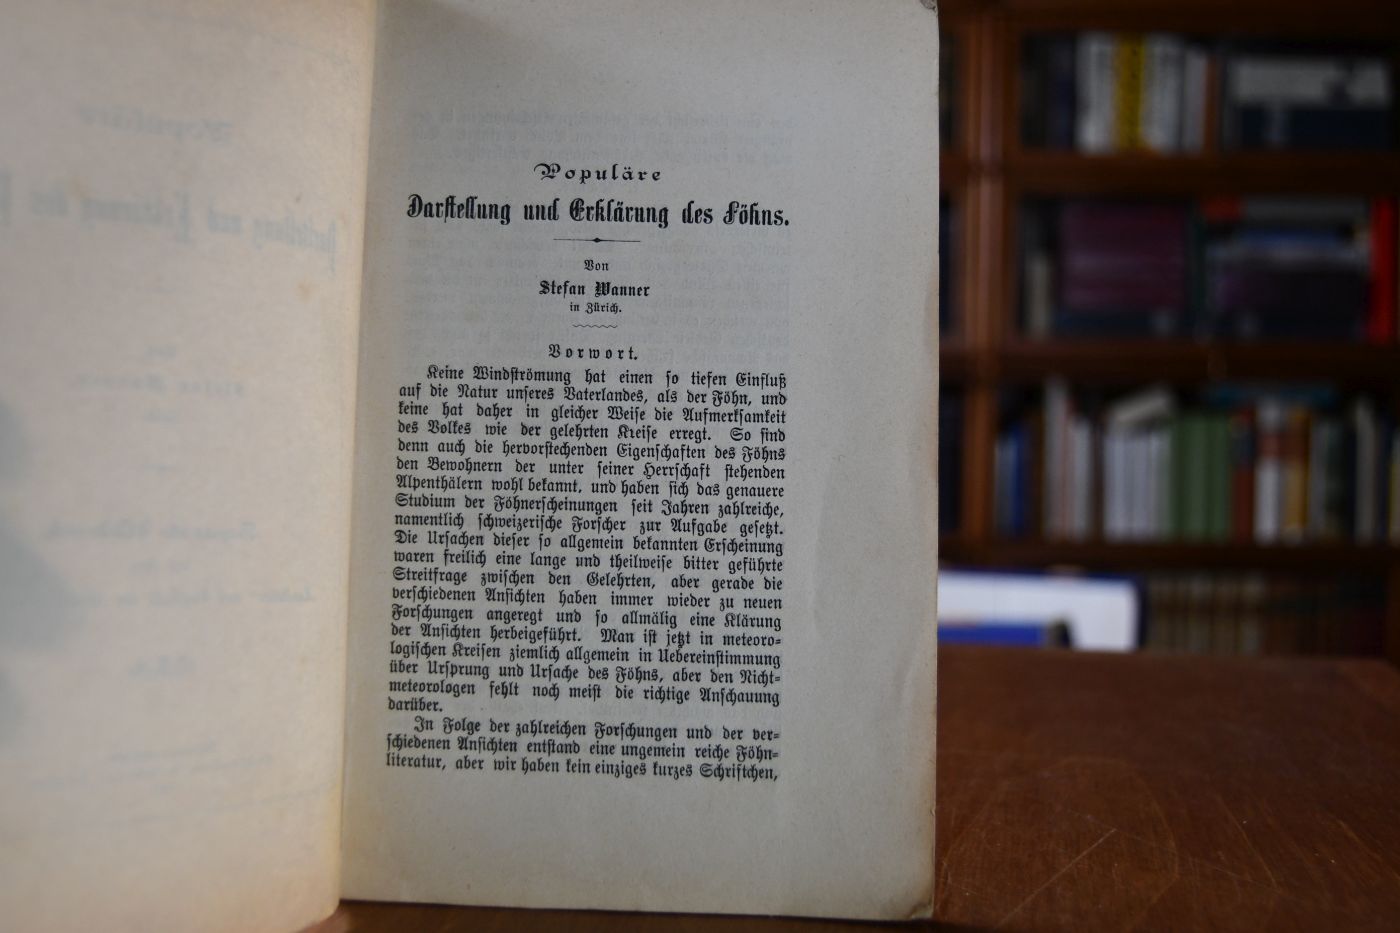 Populäre
Darstellung und Erklärung des Föhns.
Von
Stefan Wanner
in Zürich.
Vorwort.
Keine Windströmung hat einen so tiefen Einfluß
auf die Natur unseres Vaterlandes, als der Föhn, und
keine hat daher in gleicher Weise die Aufmerksamkeit
des Volkes wie der gelehrten Kreise erregt. So sind
denn auch die hervorstechenden Eigenschaften des Föhns
den Bewohnern der unter seiner Herrschaft stehenden
Alpenthälern wohl bekannt, und haben sich das genauere
Studium der Föhnerscheinungen seit Jahren zahlreiche,
namentlich schweizerische Forscher zur Aufgabe gesetzt.
Die Ursachen dieser so allgemein bekannten Erscheinung
waren freilich eine lange und theilweise bitter geführte
Streitfrage zwischen den Gelehrten, aber gerade die
verschiedenen Ansichten haben immer wieder zu neuen
Forschungen angeregt und so allmälig eine Klärung
der Ansichten herbeigeführt. Man ist jetzt in meteoro-
logischen Kreisen ziemlich allgemein in Uebereinstimmung
über Ursprung und Ursache des Föhns, aber den Nicht-
meteorologen fehlt noch meist die richtige Anschauung
darüber.
In Folge der zahlreichen Forschungen und der ver-
schiedenen Ansichten entstand eine ungemein reiche Föhn-
literatur, aber wir haben kein einziges kurzes Schriftchen,